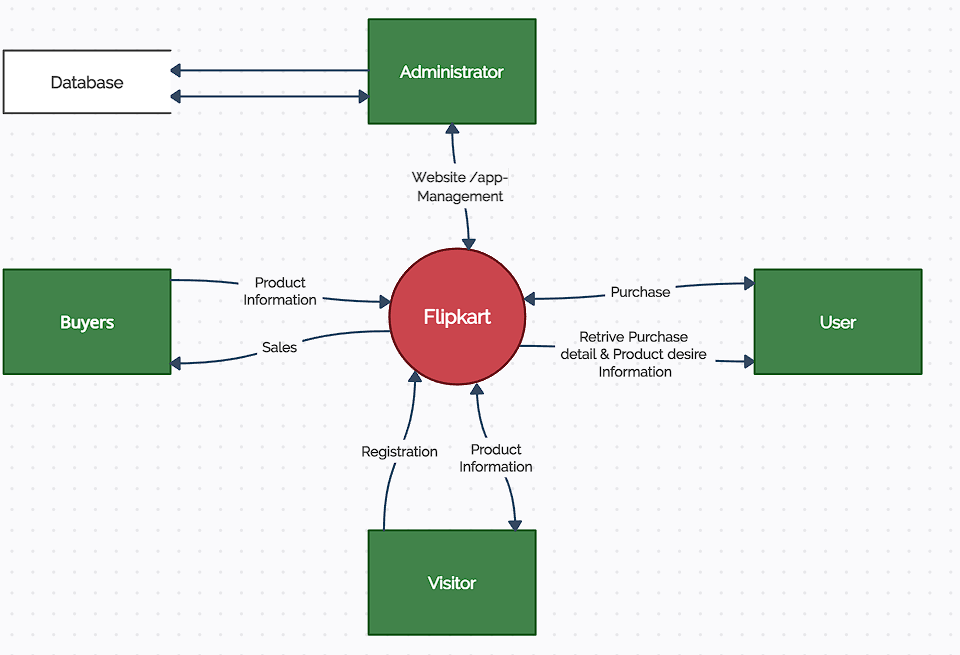 Administrator
Database
Website /app-
Management
Product
Information
Buyers
Flipkart
Purchase
User
Sales
Retrive Purchase
detail & Product desire
Information
Registration
Product
Information
Visitor